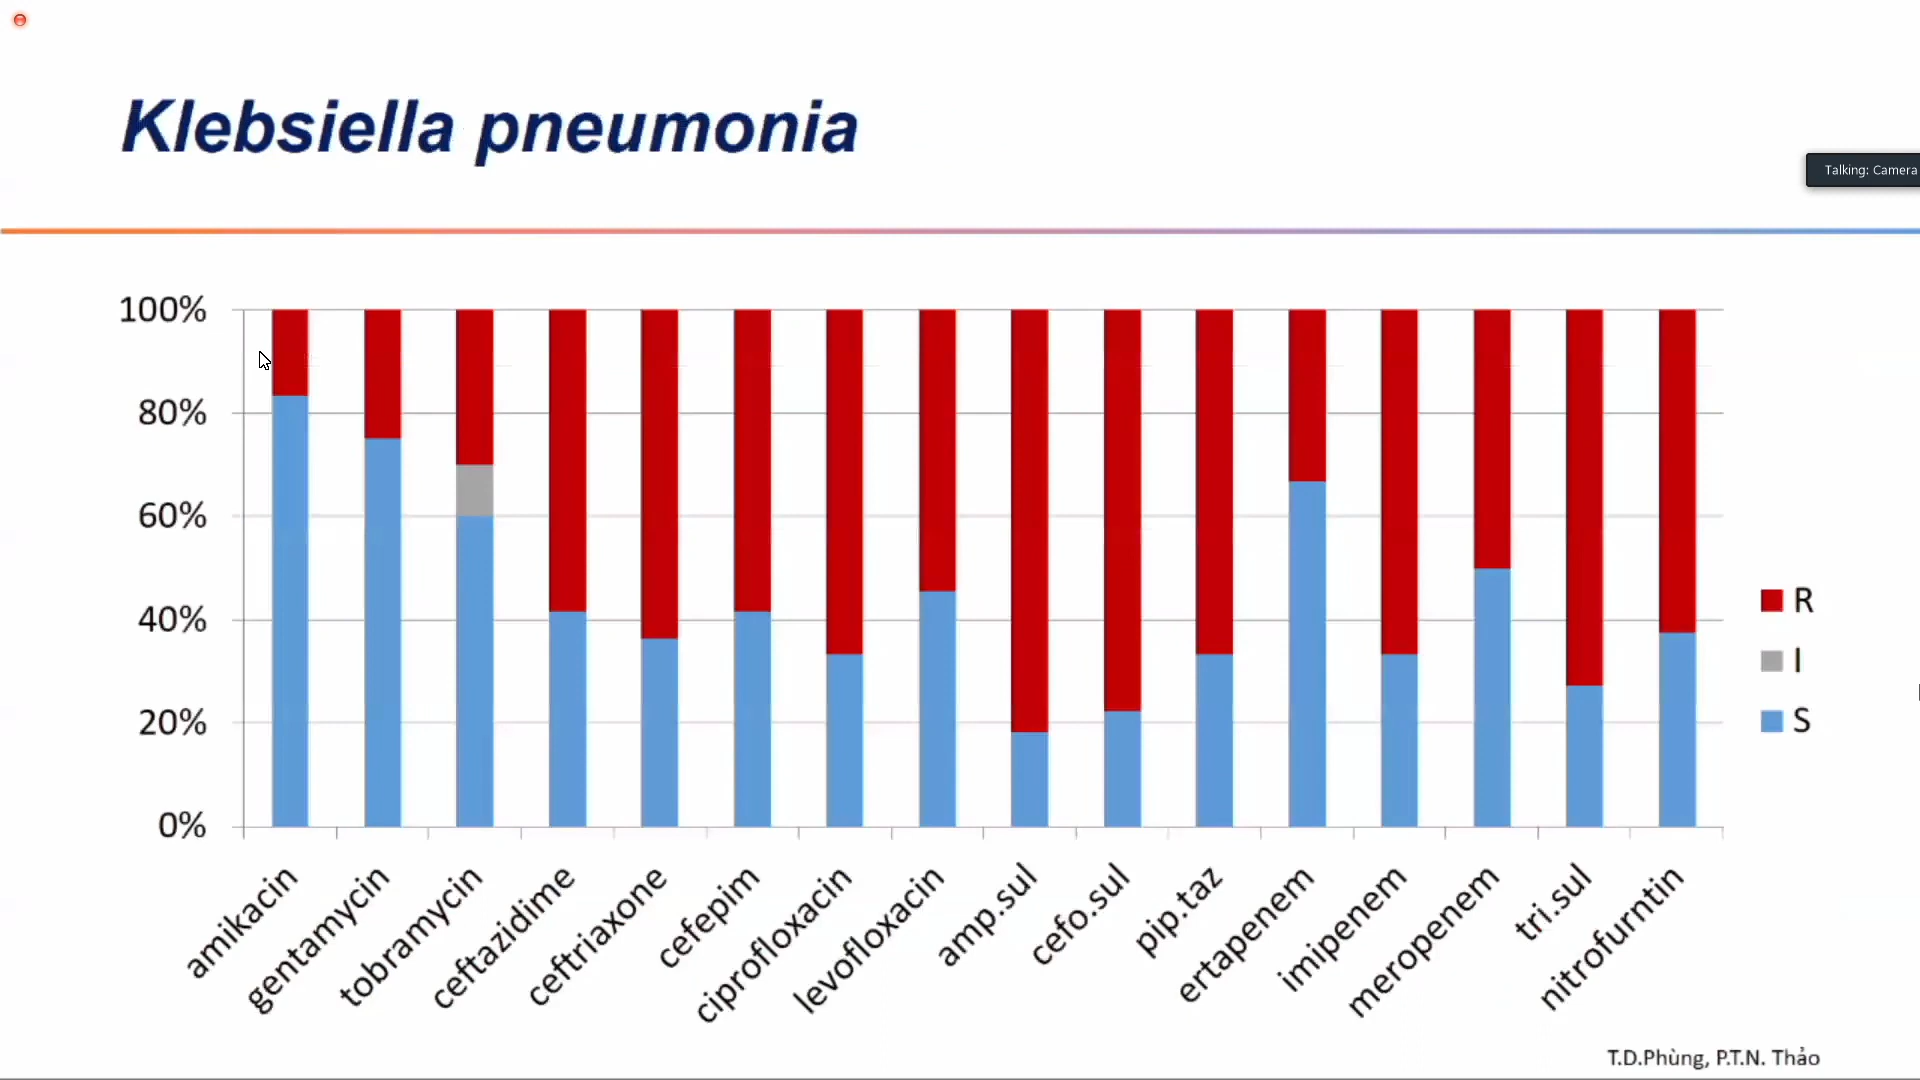 Klebsiella pneumonia
Talking: Camera
100%
80%
60%
40%
20%
0%
R
I
S
amikacin
gentamycin
tobramycin
ceftazidime
ceftriaxone
cefepim
ciprofloxacin
levofloxacin
amp.sul
cefo.sul
pip.taz
ertapenem
imipenem
meropenem
tri.sul
nitrofurntin
T.D.Phùng, P.T.N. Thảo